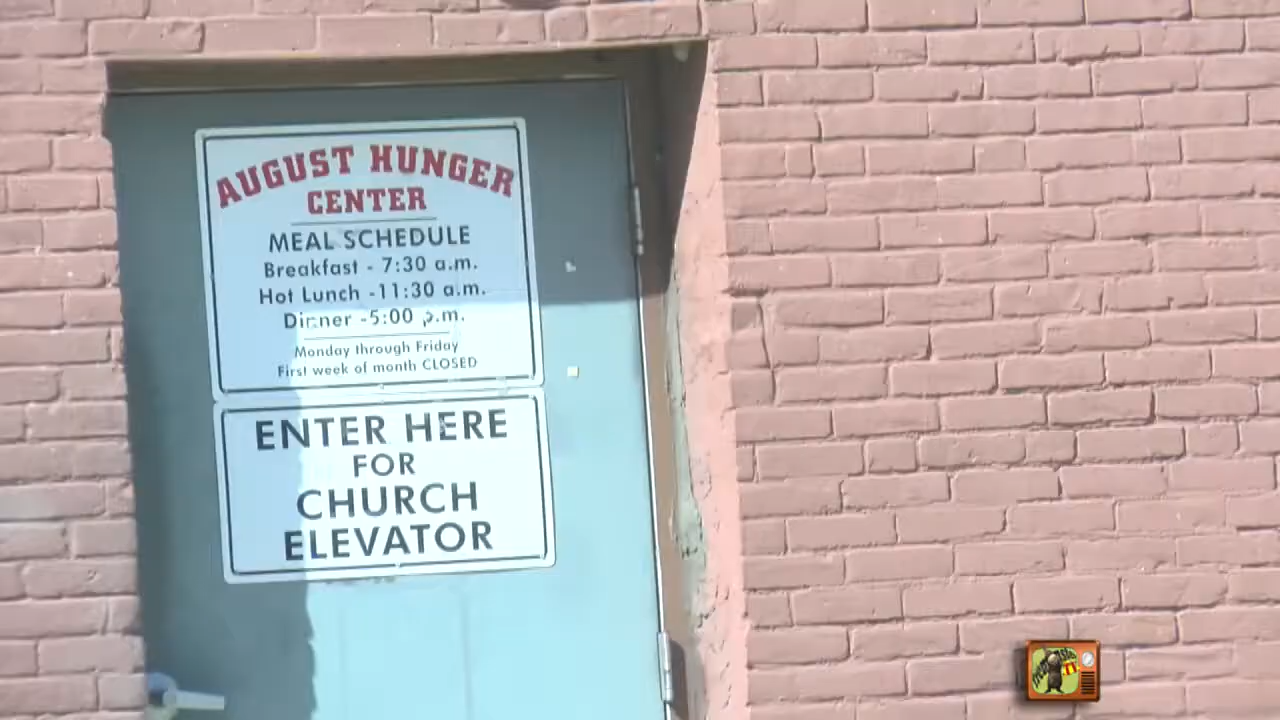 AUGUST HUNGER
CENTER
MEAL SCHEDULE
Breakfast - 7:30 a.m.
Hot Lunch -11:30 a.m.
Dinner -5:00 p.m.
Monday through Friday
First week of month CLOSED
ENTER HERE
FOR
CHURCH
ELEVATOR